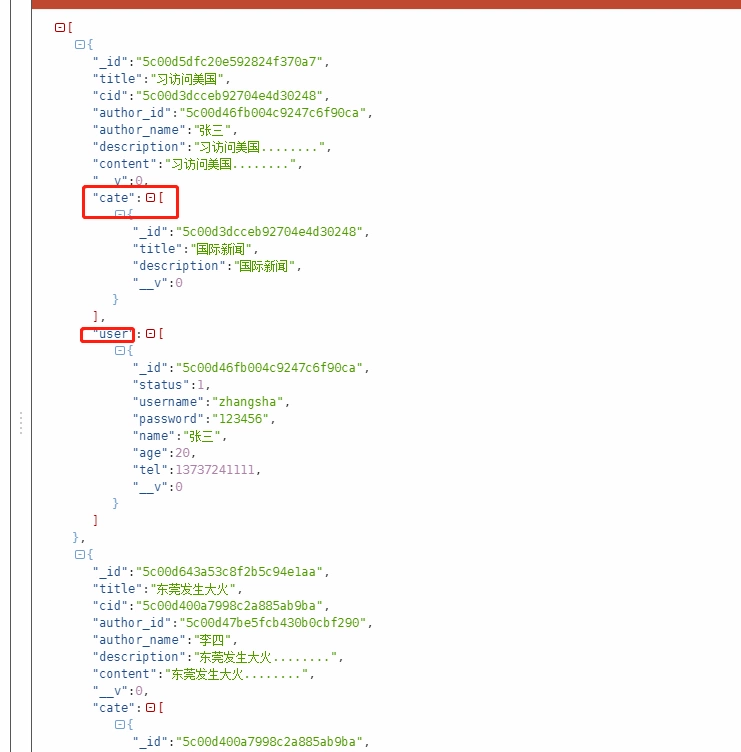 [
{
"_id":"5c00d5dfc20e592824f370a7",
"title":"习访问美国",
"cid":"5c00d3dcceb92704e4d30248",
"author_id":"5c00d46fb004c9247c6f90ca",
"author_name":"张三",
"description":"习访问美国........",
"content":"习访问美国........",
"__v":0,
"cate":[
{
"_id":"5c00d3dcceb92704e4d30248",
"title":"国际新闻",
"description":"国际新闻",
"__v":0
}
],
"user":[
{
"_id":"5c00d46fb004c9247c6f90ca",
"status":1,
"username":"zhangsha",
"password":"123456",
"name":"张三",
"age":20,
"tel":13737241111,
"__v":0
}
]
},
{
"_id":"5c00d643a53c8f2b5c94e1aa",
"title":"东莞发生大火",
"cid":"5c00d400a7998c2a885ab9ba",
"author_id":"5c00d47be5fcb430b0cbf290",
"author_name":"李四",
"description":"东莞发生大火........",
"content":"东莞发生大火........",
"__v":0,
"cate":[
{
"_id":"5c00d400a7998c2a885ab9ba",